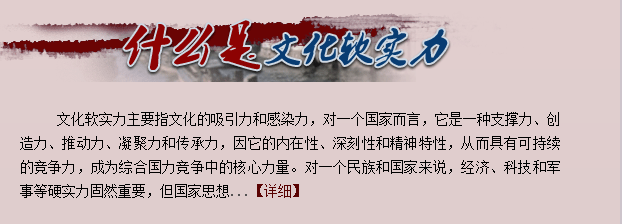 什么是文化软实力
文化软实力主要指文化的吸引力和感染力，对一个国家而言，它是一种支撑力、创
造力、推动力、凝聚力和传承力，因它的内在性、深刻性和精神特性，从而具有可持续
的竞争力，成为综合国力竞争中的核心力量。对一个民族和国家来说，经济、科技和军
事等硬实力固然重要，但国家思想...【详细】